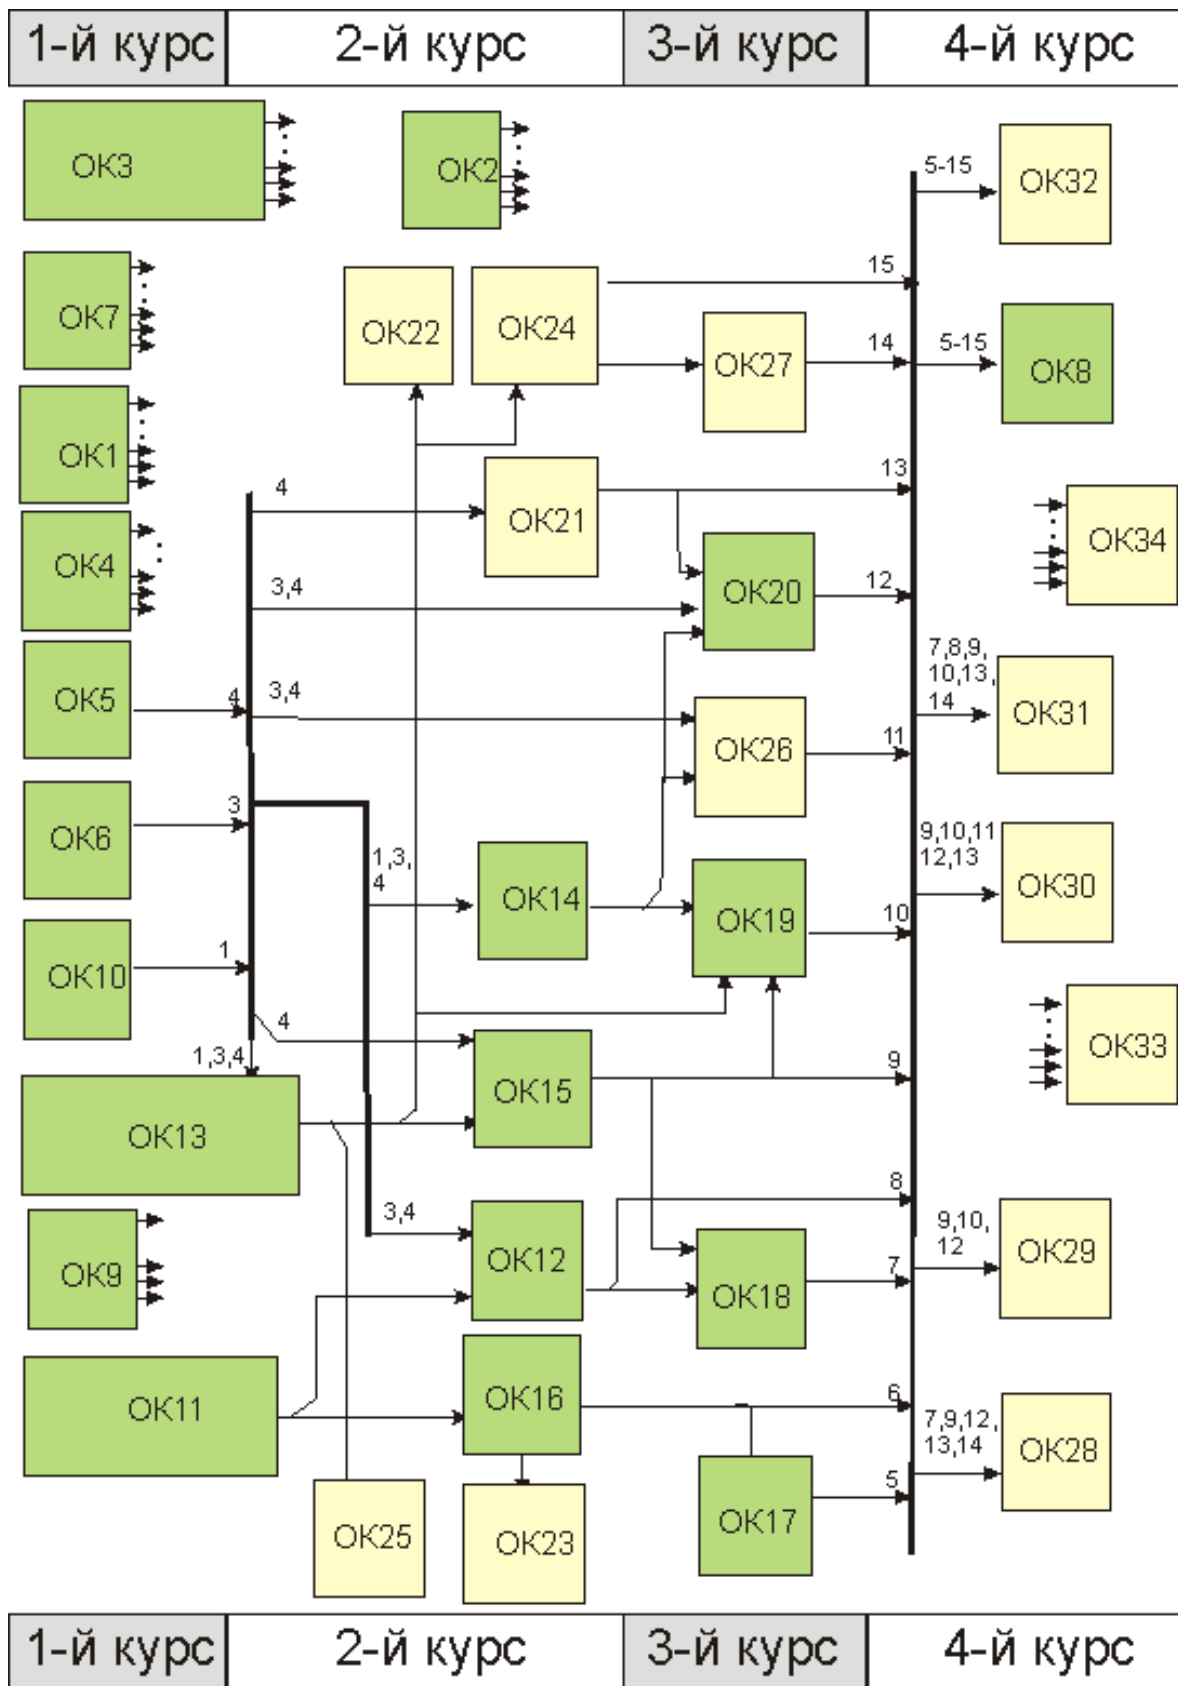 1-й курс 2-й курс 3-й курс 4-й курс
ОК3
ОК2
5-15
ОК32
ОК7
ОК22
ОК24
15
ОК27
14
5-15
ОК8
ОК1
4
ОК21
13
ОК34
ОК4
3,4
ОК20
12
7,8,9,
10,13,
14
ОК31
ОК5
4
3,4
ОК26
11
ОК6
3
1,3,
4
ОК14
ОК19
10
9,10,11
12,13
ОК30
ОК10
1
4
1,3,4
ОК15
9
ОК33
ОК13
3,4
8
9,10,
12
ОК29
ОК9
ОК12
ОК18
7
ОК11
ОК16
6
7,9,12,
13,14
ОК28
ОК25
ОК23
ОК17
5
1-й курс 2-й курс 3-й курс 4-й курс